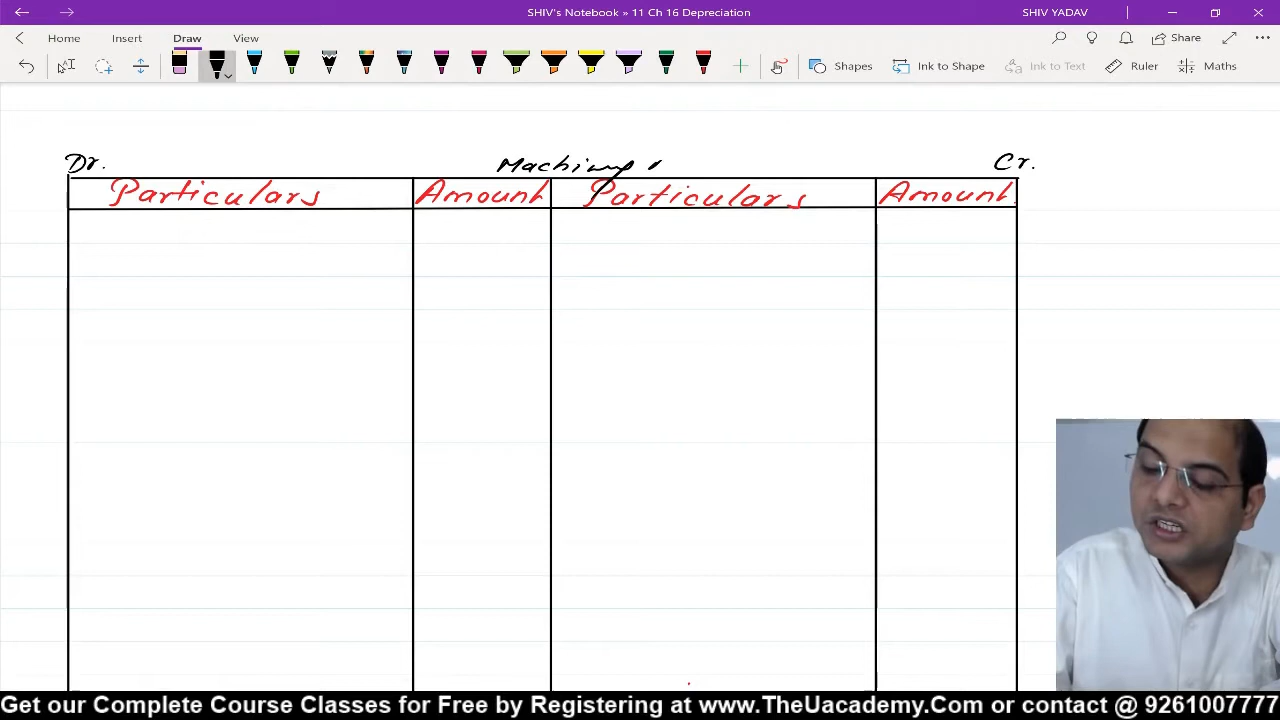 SHIV's Notebook » 11 Ch 16 Depreciation
SHIV YADAV
Home Insert Draw View
Share
Shapes Ink to Shape Ink to Text Ruler Maths
Dr. Cr.
Particulars Amount Particulars Amount
Get our Complete Course Classes for Free by Registering at www.TheUacademy.Com or contact @ 9261007777